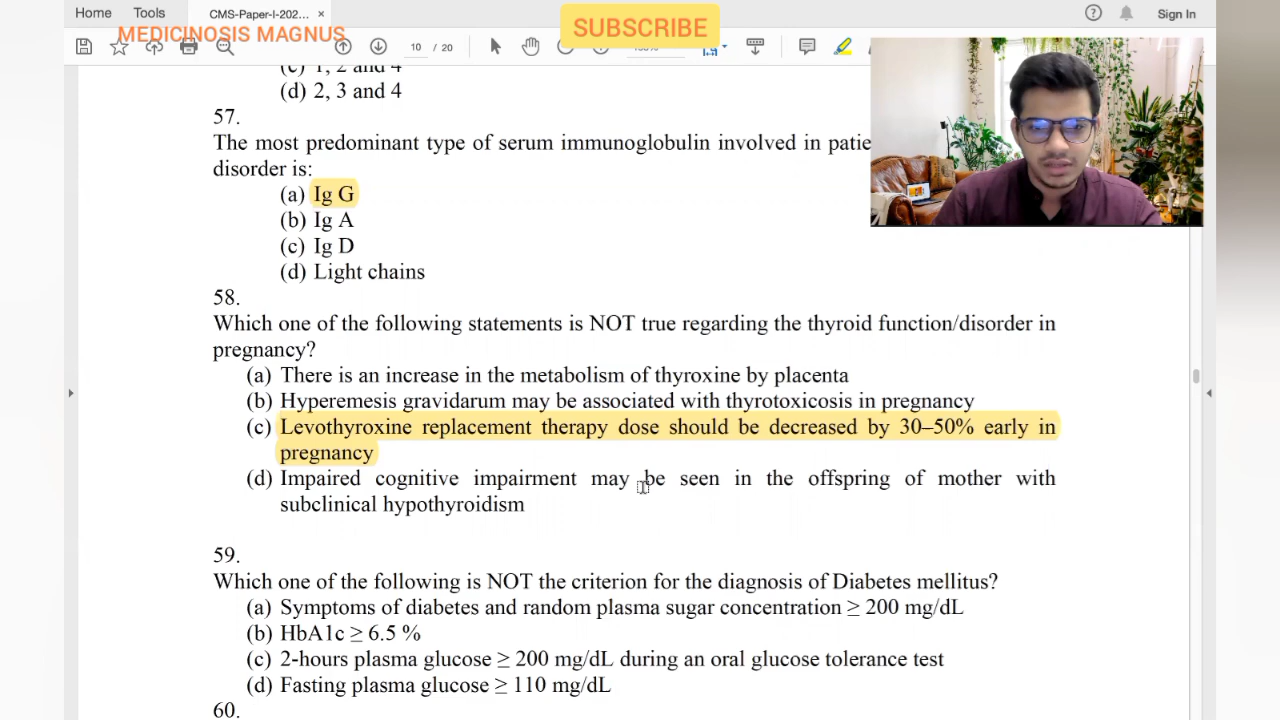 Home Tools CMS-Paper-I-202... × Sign In
SUBSCRIBE
MEDICINOSIS MAGNUS
10 / 20
(c) 1, 2 and 4
(d) 2, 3 and 4
57.
The most predominant type of serum immunoglobulin involved in patie
disorder is:
(a) Ig G
(b) Ig A
(c) Ig D
(d) Light chains
58.
Which one of the following statements is NOT true regarding the thyroid function/disorder in
pregnancy?
(a) There is an increase in the metabolism of thyroxine by placenta
(b) Hyperemesis gravidarum may be associated with thyrotoxicosis in pregnancy
(c) Levothyroxine replacement therapy dose should be decreased by 30–50% early in
pregnancy
(d) Impaired cognitive impairment may be seen in the offspring of mother with
subclinical hypothyroidism
59.
Which one of the following is NOT the criterion for the diagnosis of Diabetes mellitus?
(a) Symptoms of diabetes and random plasma sugar concentration ≥ 200 mg/dL
(b) HbA1c ≥ 6.5 %
(c) 2-hours plasma glucose ≥ 200 mg/dL during an oral glucose tolerance test
(d) Fasting plasma glucose ≥ 110 mg/dL
60.